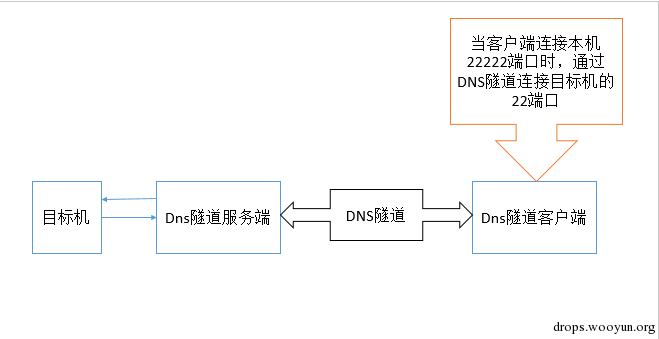 当客户端连接本机
22222端口时，通过
DNS隧道连接目标机的
22端口
目标机
Dns隧道服务端
DNS隧道
Dns隧道客户端
drops.wooyun.org